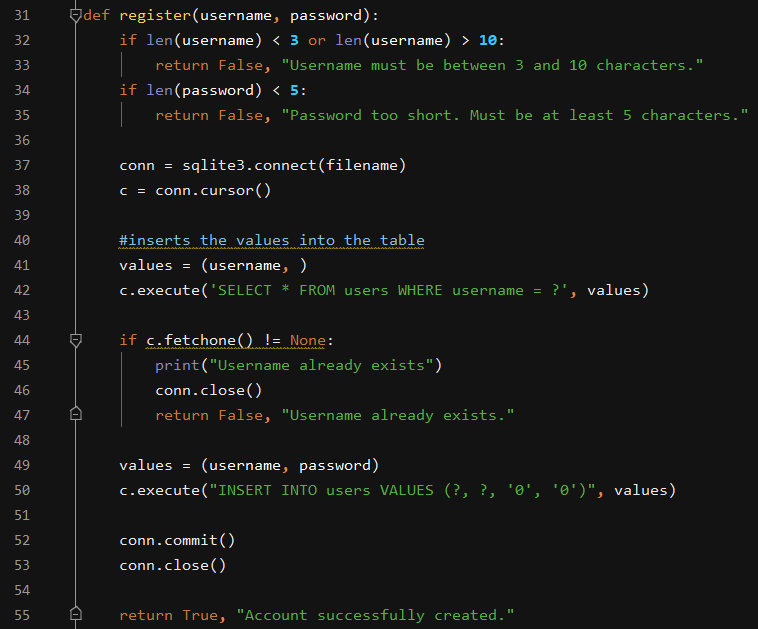 31 def register(username, password):
32 if len(username) < 3 or len(username) > 10:
33 return False, "Username must be between 3 and 10 characters."
34 if len(password) < 5:
35 return False, "Password too short. Must be at least 5 characters."
36
37 conn = sqlite3.connect(filename)
38 c = conn.cursor()
39
40 #inserts the values into the table
41 values = (username, )
42 c.execute('SELECT * FROM users WHERE username = ?', values)
43
44 if c.fetchone() != None:
45 print("Username already exists")
46 conn.close()
47 return False, "Username already exists."
48
49 values = (username, password)
50 c.execute("INSERT INTO users VALUES (?, ?, '0', '0')", values)
51
52 conn.commit()
53 conn.close()
54
55 return True, "Account successfully created."